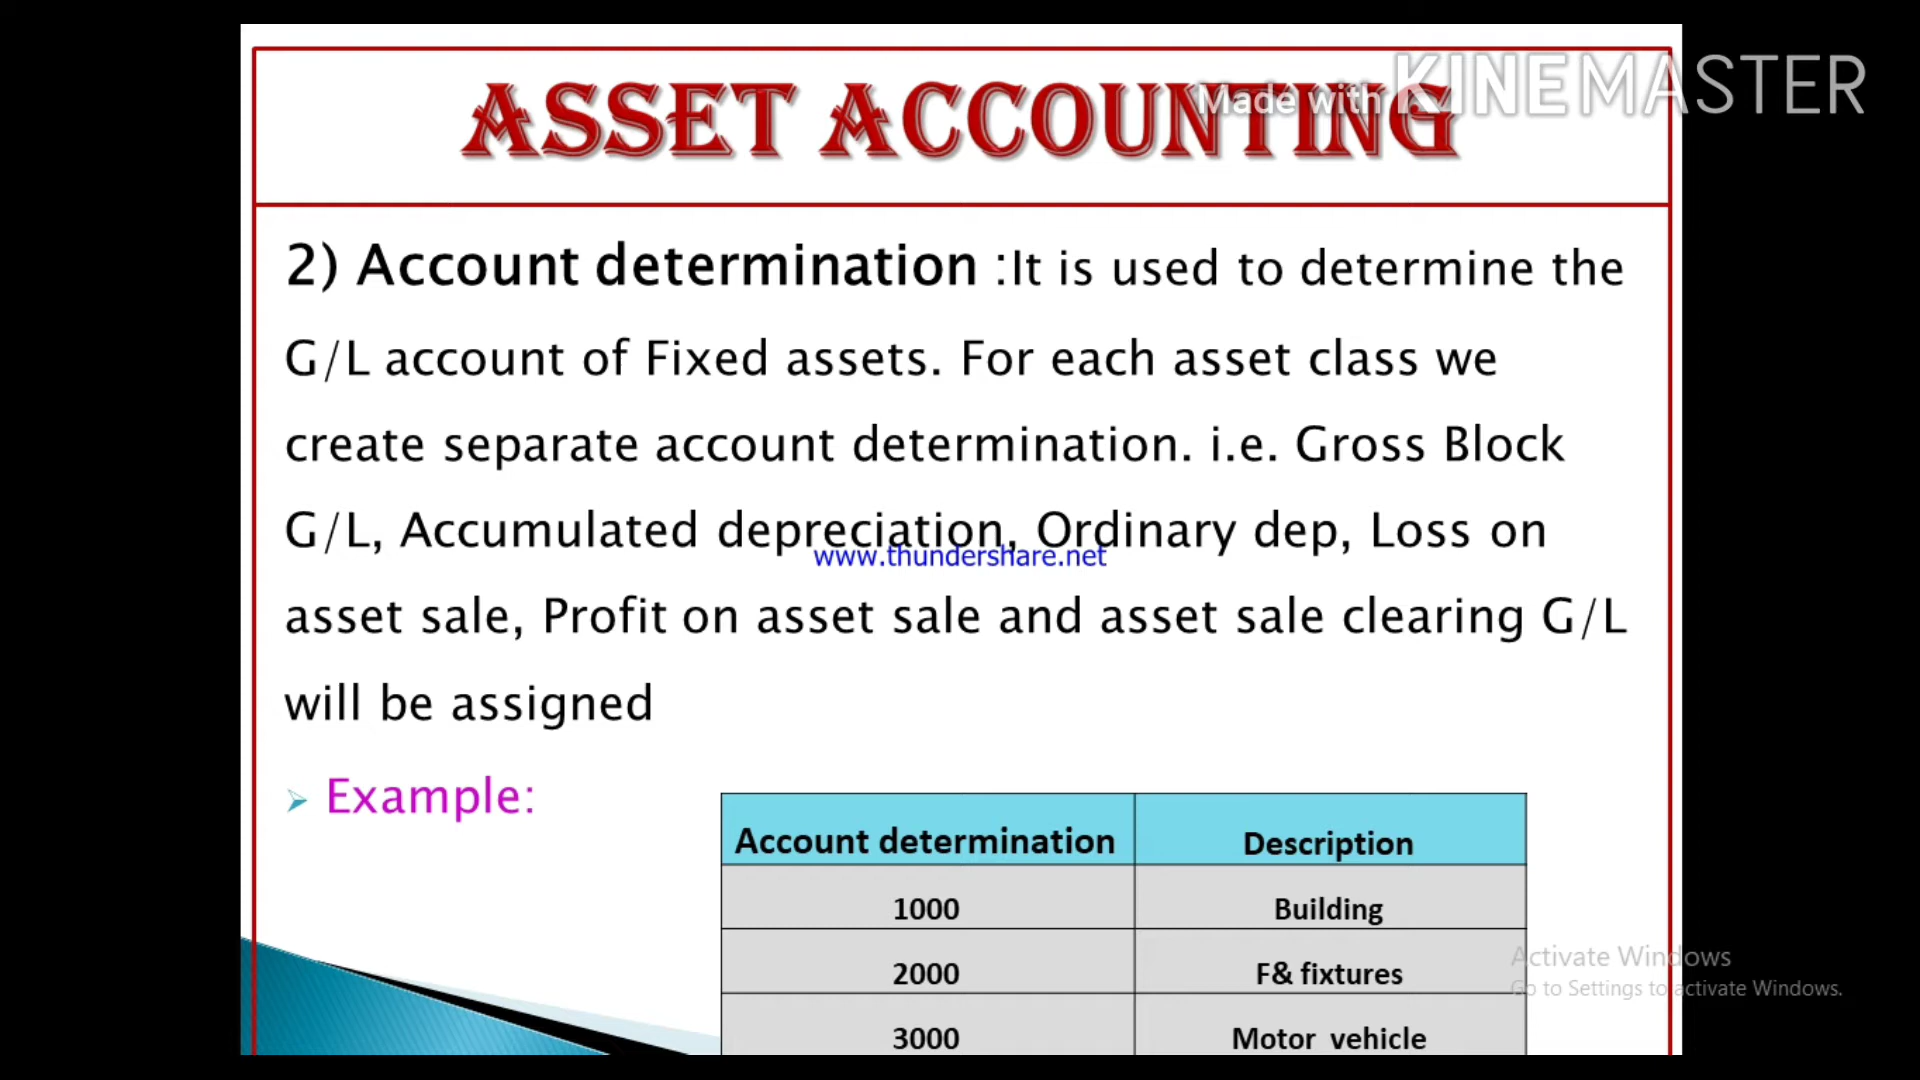 Made with KINEMASTER
ASSET ACCOUNTING
2) Account determination :It is used to determine the
G/L account of Fixed assets. For each asset class we
create separate account determination. i.e. Gross Block
G/L, Accumulated depreciation, Ordinary dep, Loss on
www.thundershare.net
asset sale, Profit on asset sale and asset sale clearing G/L
will be assigned
Example:
Account determination Description
1000 Building
2000 F& fixtures
3000 Motor vehicle
Activate Windows
Go to Settings to activate Windows.